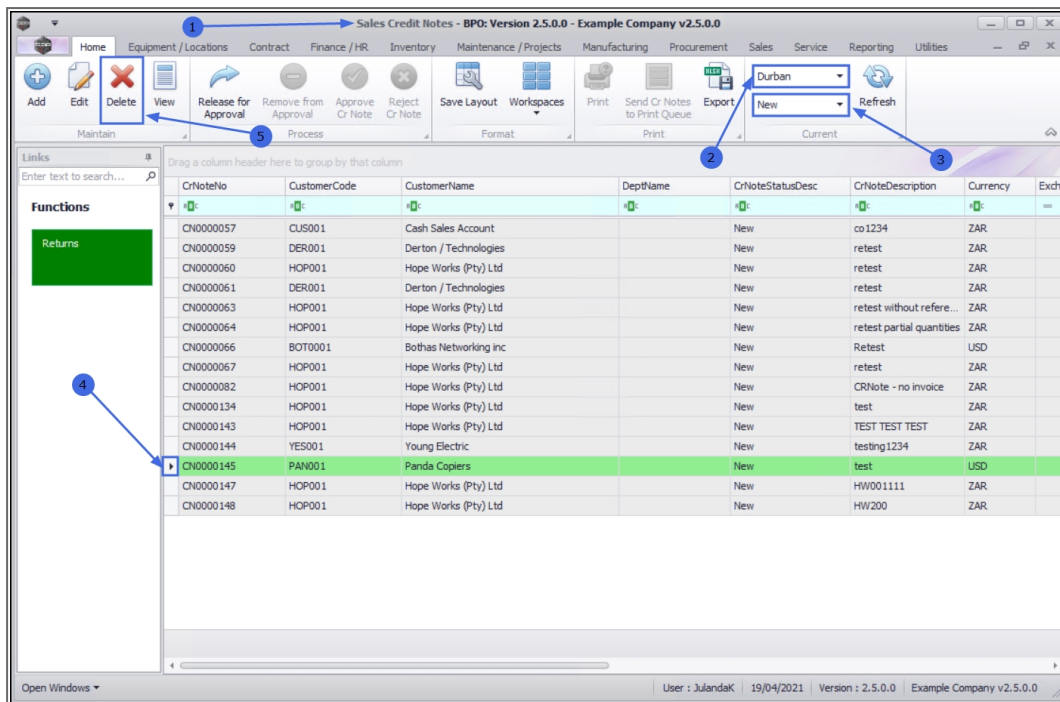 Sales Credit Notes - BPO: Version 2.5.0.0 - Example Company v2.5.0.0
1
Home Equipment / Locations Contract Finance / HR Inventory Maintenance / Projects Manufacturing Procurement Sales Service Reporting Utilities
Add Edit Delete View Release for Approval Remove from Approval Approve Cr Note Reject Cr Note Save Layout Workspaces Print Send Cr Notes to Print Queue Export Durban New Refresh
Maintain Process Format Print Current
5 2 3
Links
Enter text to search...
Functions
Returns
Drag a column header here to group by that column
CrNoteNo CustomerCode CustomerName DeptName CrNoteStatusDesc CrNoteDescription Currency Exch
CN0000057 CUS001 Cash Sales Account New co1234 ZAR
CN0000059 DER001 Derton / Technologies New retest ZAR
CN0000060 HOP001 Hope Works (Pty) Ltd New retest ZAR
CN0000061 DER001 Derton / Technologies New retest ZAR
CN0000063 HOP001 Hope Works (Pty) Ltd New retest without refere... ZAR
CN0000064 HOP001 Hope Works (Pty) Ltd New retest partial quantities ZAR
CN0000066 BOT0001 Bothas Networking inc New Retest USD
CN0000067 HOP001 Hope Works (Pty) Ltd New retest ZAR
CN0000082 HOP001 Hope Works (Pty) Ltd New CRNote - no invoice ZAR
4
CN0000134 HOP001 Hope Works (Pty) Ltd New test ZAR
CN0000143 HOP001 Hope Works (Pty) Ltd New TEST TEST TEST ZAR
CN0000144 YES001 Young Electric New testing1234 ZAR
CN0000145 PAN001 Panda Copiers New test USD
CN0000147 HOP001 Hope Works (Pty) Ltd New HW001111 ZAR
CN0000148 HOP001 Hope Works (Pty) Ltd New HW200 ZAR
Open Windows User : JulandaK 19/04/2021 Version : 2.5.0.0 Example Company v2.5.0.0